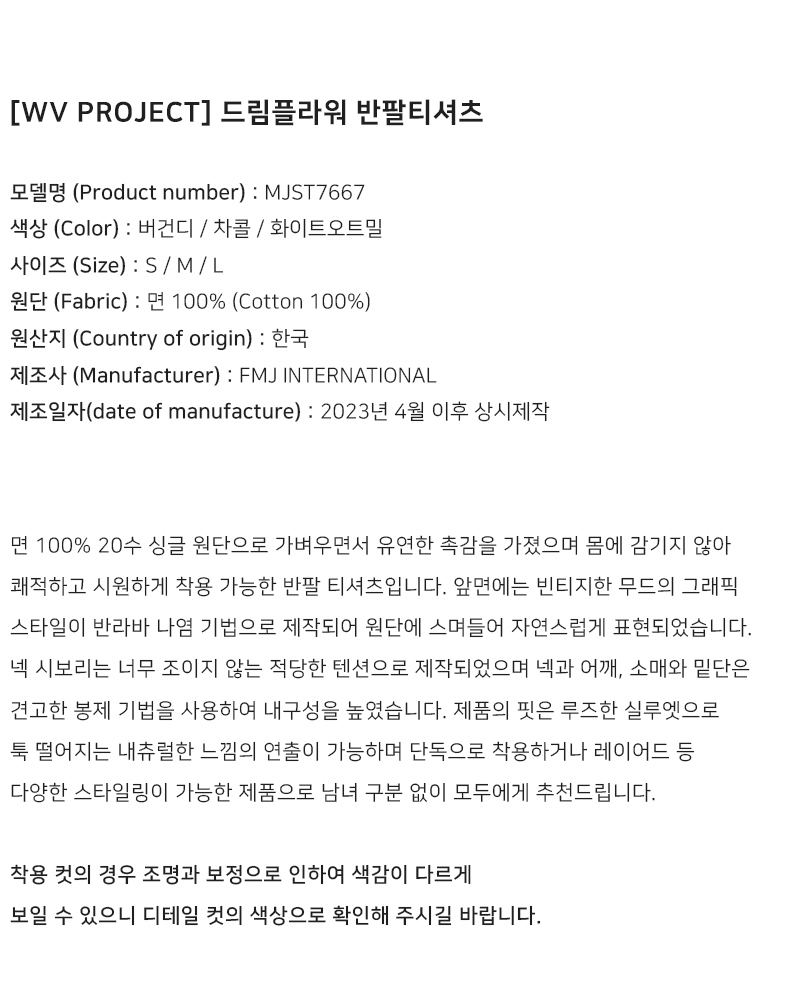 [WV PROJECT] 드림플라워 반팔티셔츠
모델명 (Product number) : MJST7667
색상 (Color) : 버건디 / 차콜 / 화이트오트밀
사이즈 (Size) : S / M / L
원단 (Fabric) : 면 100% (Cotton 100%)
원산지 (Country of origin) : 한국
제조사 (Manufacturer) : FMJ INTERNATIONAL
제조일자(date of manufacture) : 2023년 4월 이후 상시제작
면 100% 20수 싱글 원단으로 가벼우면서 유연한 촉감을 가졌으며 몸에 감기지 않아
쾌적하고 시원하게 착용 가능한 반팔 티셔츠입니다. 앞면에는 빈티지한 무드의 그래픽
스타일이 반라바 나염 기법으로 제작되어 원단에 스며들어 자연스럽게 표현되었습니다.
넥 시보리는 너무 조이지 않는 적당한 텐션으로 제작되었으며 넥과 어깨, 소매와 밑단은
견고한 봉제 기법을 사용하여 내구성을 높였습니다. 제품의 핏은 루즈한 실루엣으로
툭 떨어지는 내츄럴한 느낌의 연출이 가능하며 단독으로 착용하거나 레이어드 등
다양한 스타일링이 가능한 제품으로 남녀 구분 없이 모두에게 추천드립니다.
착용 컷의 경우 조명과 보정으로 인하여 색감이 다르게
보일 수 있으니 디테일 컷의 색상으로 확인해 주시길 바랍니다.